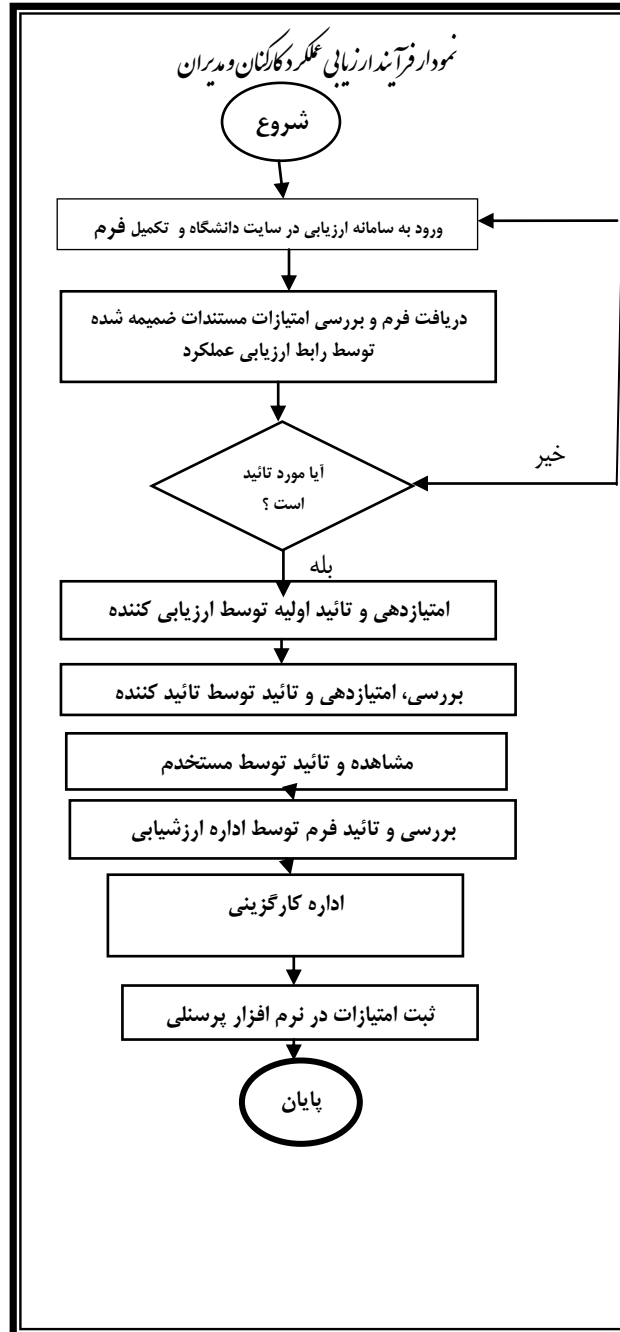 نمودار فرآیند ارزیابی عملکرد کارکنان و مدیران
شروع
ورود به سامانه ارزیابی در سایت دانشگاه و تکمیل فرم
دریافت فرم و بررسی امتیازات مستندات ضمیمه شده
توسط رابط ارزیابی عملکرد
آیا مورد تائید
است ؟
خیر
بله
امتیازدهی و تائید اولیه توسط ارزیابی کننده
بررسی، امتیازدهی و تائید توسط تائید کننده
مشاهده و تائید توسط مستخدم
بررسی و تائید فرم توسط اداره ارزشیابی
اداره کارگزینی
ثبت امتیازات در نرم افزار پرسنلی
پایان